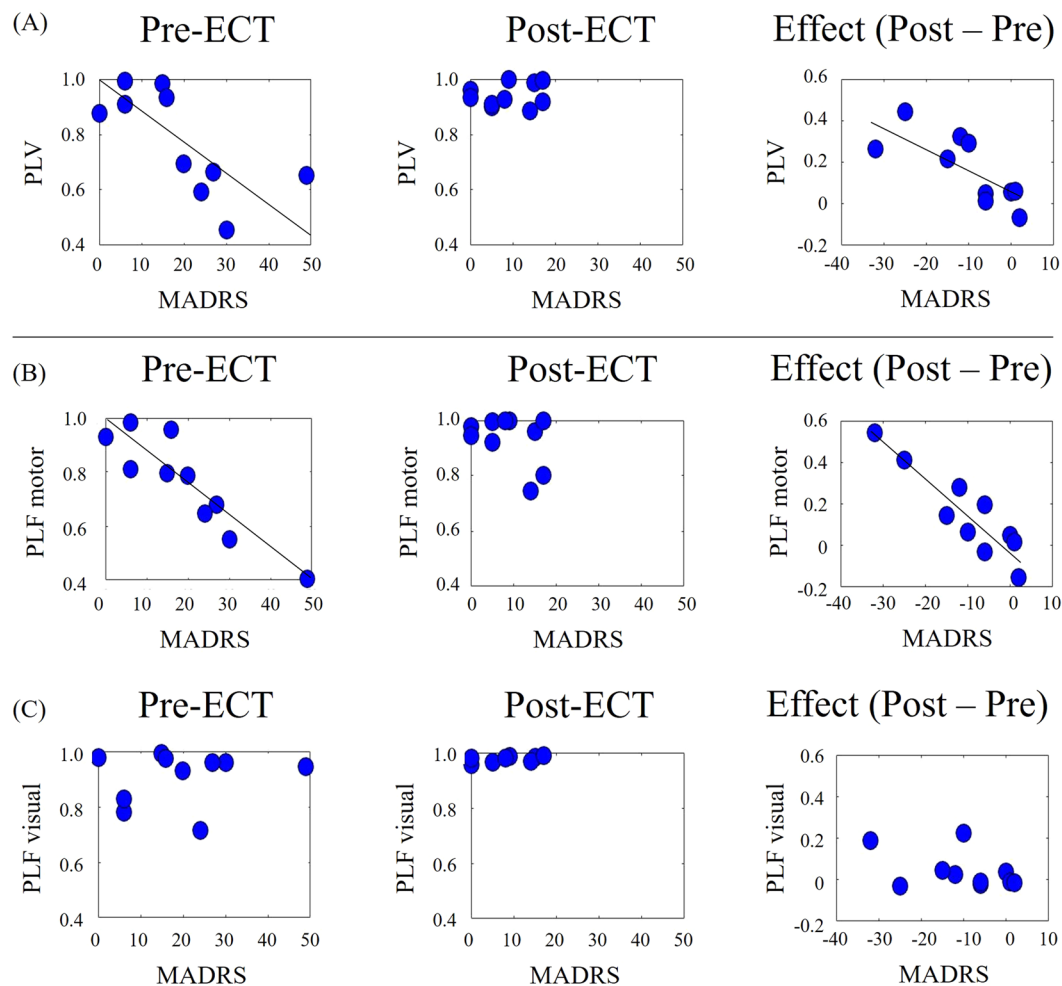 (A)
Pre-ECT Post-ECT Effect (Post – Pre)
PLV
1.0
0.8
0.6
0.4
0 10 20 30 40 50
MADRS
PLV
1.0
0.8
0.6
0.4
0 10 20 30 40 50
MADRS
PLV
0.6
0.4
0.2
0
-0.2
-40 -30 -20 -10 0 10
MADRS
(B)
Pre-ECT Post-ECT Effect (Post – Pre)
PLF motor
1.0
0.8
0.6
0.4
0 10 20 30 40 50
MADRS
PLF motor
1.0
0.8
0.6
0.4
0 10 20 30 40 50
MADRS
PLF motor
0.6
0.4
0.2
0
-0.2
-40 -30 -20 -10 0 10
MADRS
(C)
Pre-ECT Post-ECT Effect (Post – Pre)
PLF visual
1.0
0.8
0.6
0.4
0 10 20 30 40 50
MADRS
PLF visual
1.0
0.8
0.6
0.4
0 10 20 30 40 50
MADRS
PLF visual
0.6
0.4
0.2
0
-0.2
-40 -30 -20 -10 0 10
MADRS